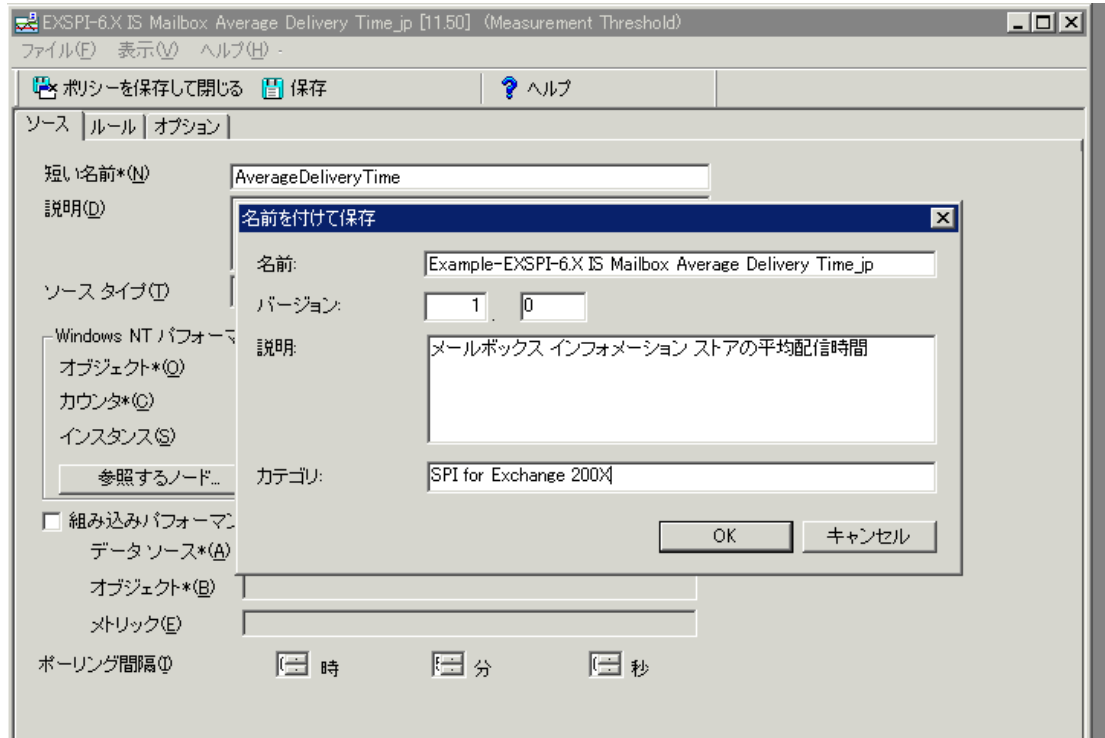 EXSPI-6.X IS Mailbox Average Delivery Time_jp [11.50] (Measurement Threshold)
ファイル(F) 表示(V) ヘルプ(H) -
ポリシーを保存して閉じる 保存 ヘルプ
ソース ルール オプション
短い名前*(N) AverageDeliveryTime
説明(D)
名前を付けて保存
名前: Example-EXSPI-6.X IS Mailbox Average Delivery Time_jp
バージョン: 1 . 0
説明: メールボックス インフォメーション ストアの平均配信時間
カテゴリ: SPI for Exchange 200X
OK キャンセル
ソース タイプ(T)
Windows NT パフォーマ
オブジェクト*(O)
カウンタ*(C)
インスタンス(S)
参照するノード...
組み込みパフォーマン
データ ソース*(A)
オブジェクト*(B)
メトリック(E)
ポーリング間隔(I) 時 分 秒